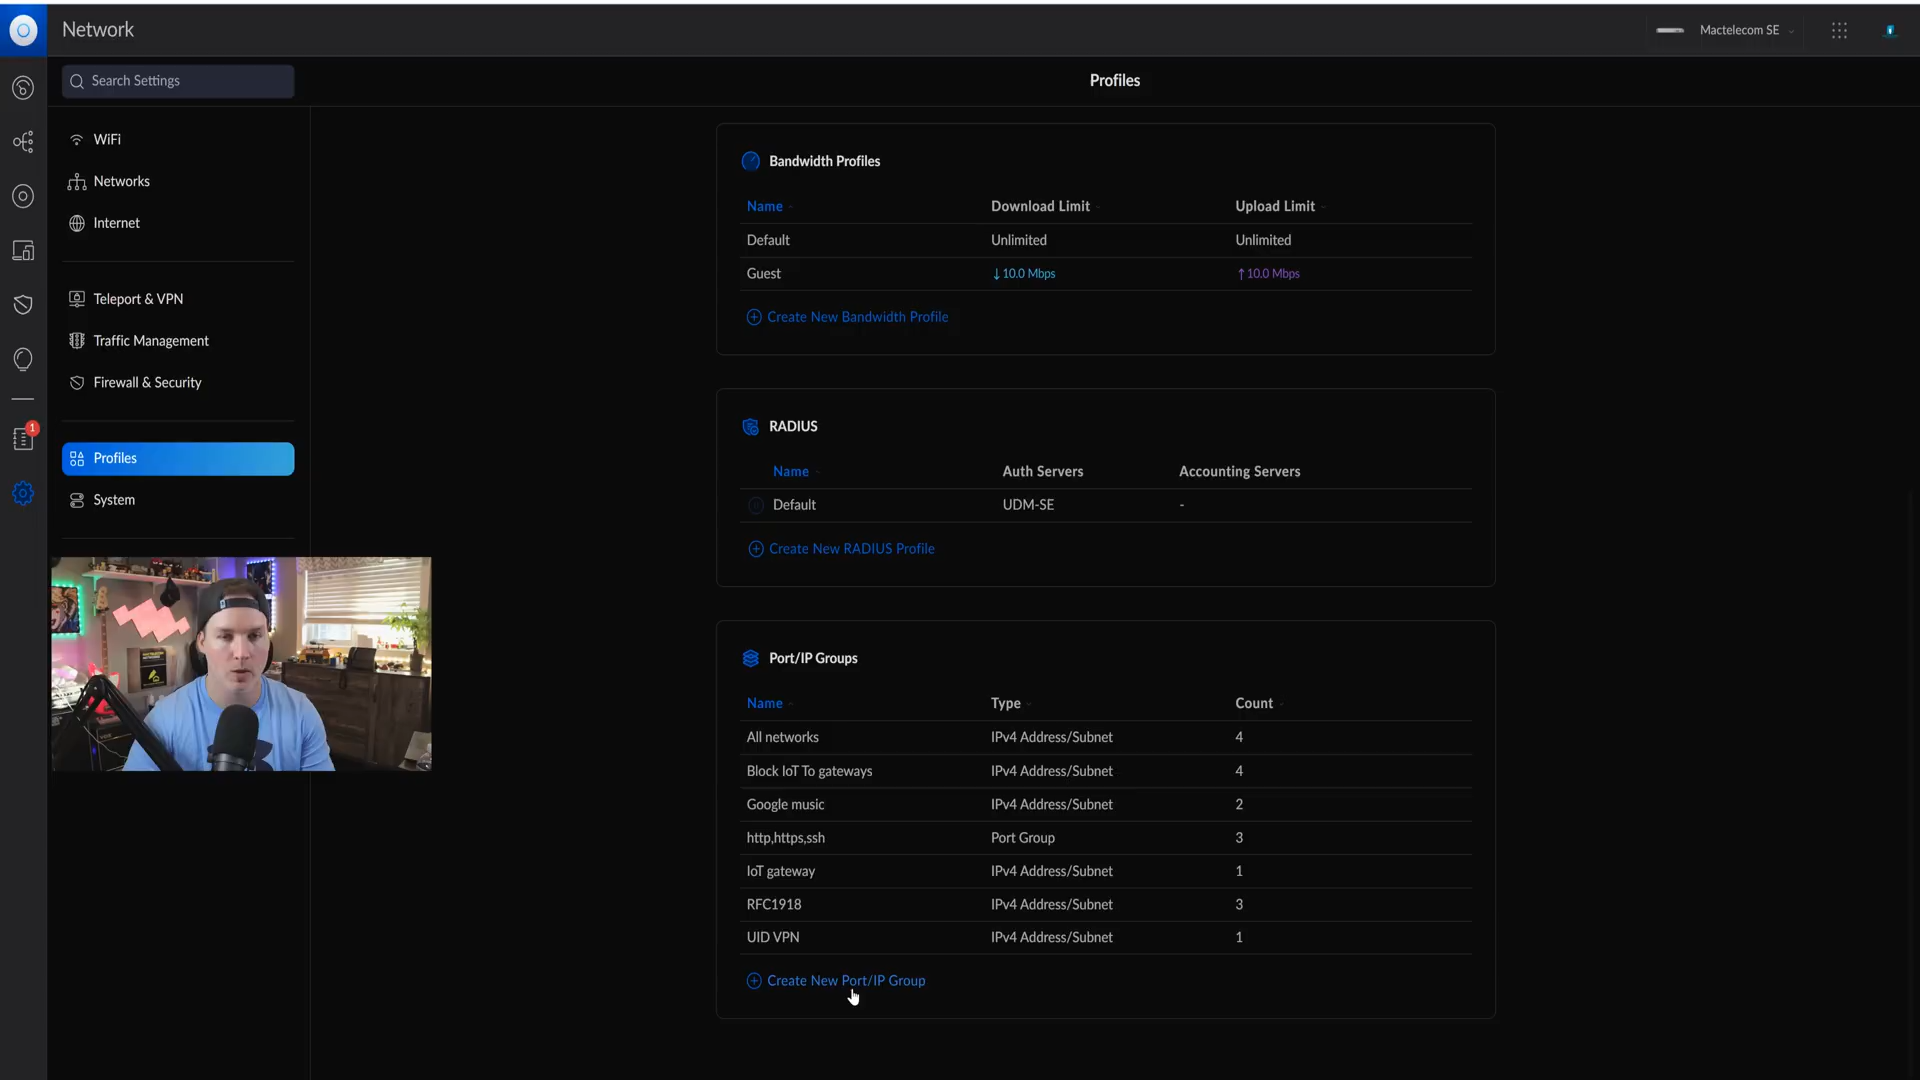 Network
Mactelecom SE
Search Settings
Profiles
WiFi
Networks
Internet
Teleport & VPN
Traffic Management
Firewall & Security
1
Profiles
System
Bandwidth Profiles
Name Download Limit Upload Limit
Default Unlimited Unlimited
Guest ↓ 10.0 Mbps ↑ 10.0 Mbps
Create New Bandwidth Profile
RADIUS
Name Auth Servers Accounting Servers
Default UDM-SE -
Create New RADIUS Profile
Port/IP Groups
Name Type Count
All networks IPv4 Address/Subnet 4
Block IoT To gateways IPv4 Address/Subnet 4
Google music IPv4 Address/Subnet 2
http,https,ssh Port Group 3
IoT gateway IPv4 Address/Subnet 1
RFC1918 IPv4 Address/Subnet 3
UID VPN IPv4 Address/Subnet 1
Create New Port/IP Group